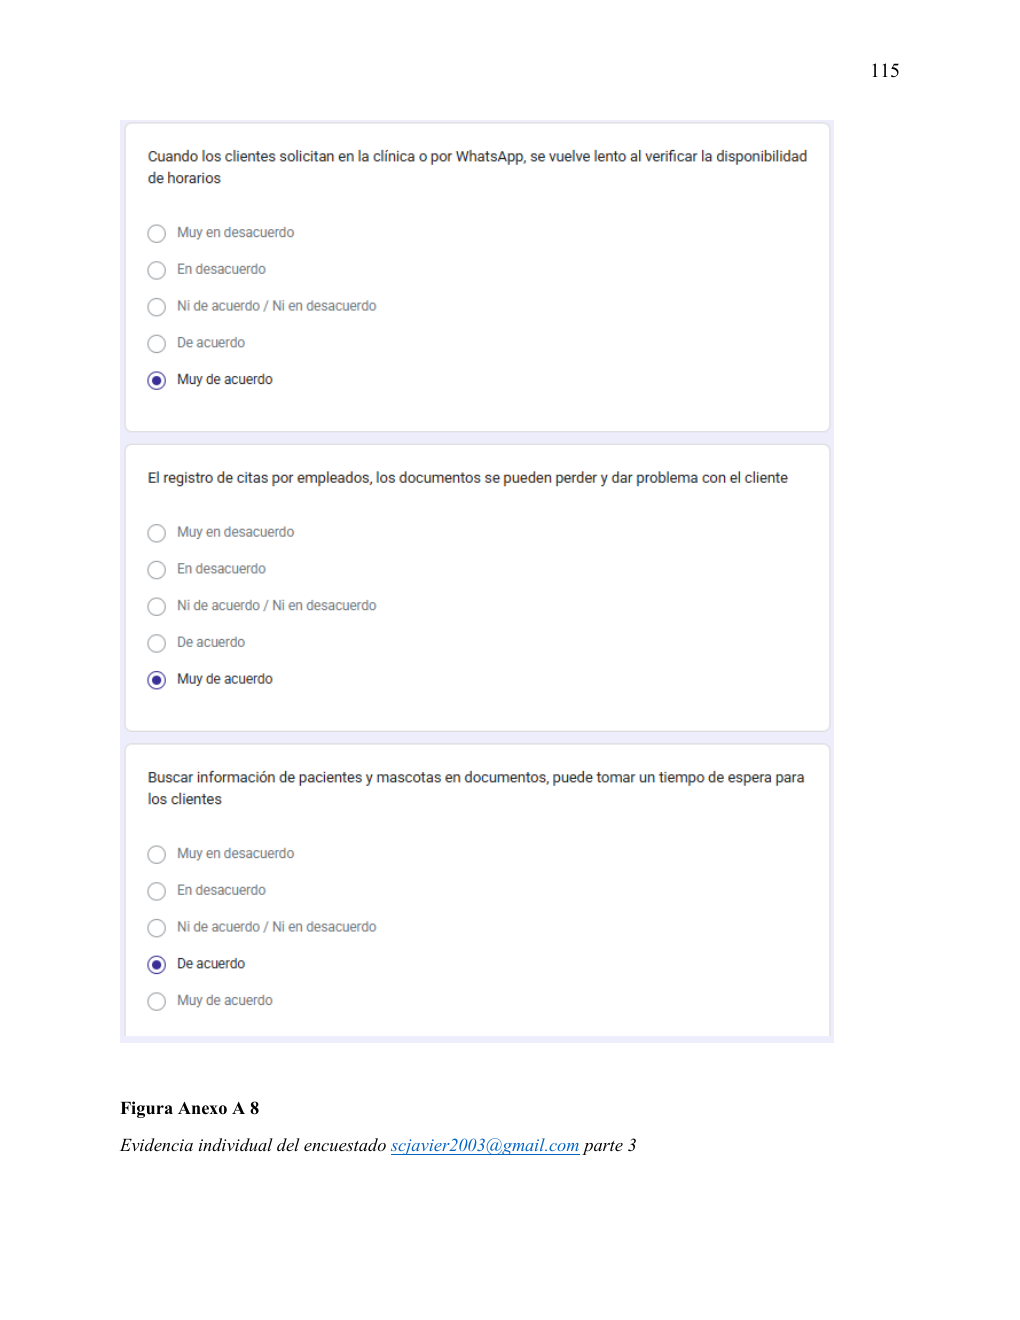 115
Cuando los clientes solicitan en la clínica o por WhatsApp, se vuelve lento al verificar la disponibilidad
de horarios
Muy en desacuerdo
En desacuerdo
Ni de acuerdo / Ni en desacuerdo
De acuerdo
Muy de acuerdo
El registro de citas por empleados, los documentos se pueden perder y dar problema con el cliente
Muy en desacuerdo
En desacuerdo
Ni de acuerdo / Ni en desacuerdo
De acuerdo
Muy de acuerdo
Buscar información de pacientes y mascotas en documentos, puede tomar un tiempo de espera para
los clientes
Muy en desacuerdo
En desacuerdo
Ni de acuerdo / Ni en desacuerdo
De acuerdo
Muy de acuerdo
Figura Anexo A 8
Evidencia individual del encuestado scjavier2003@gmail.com parte 3